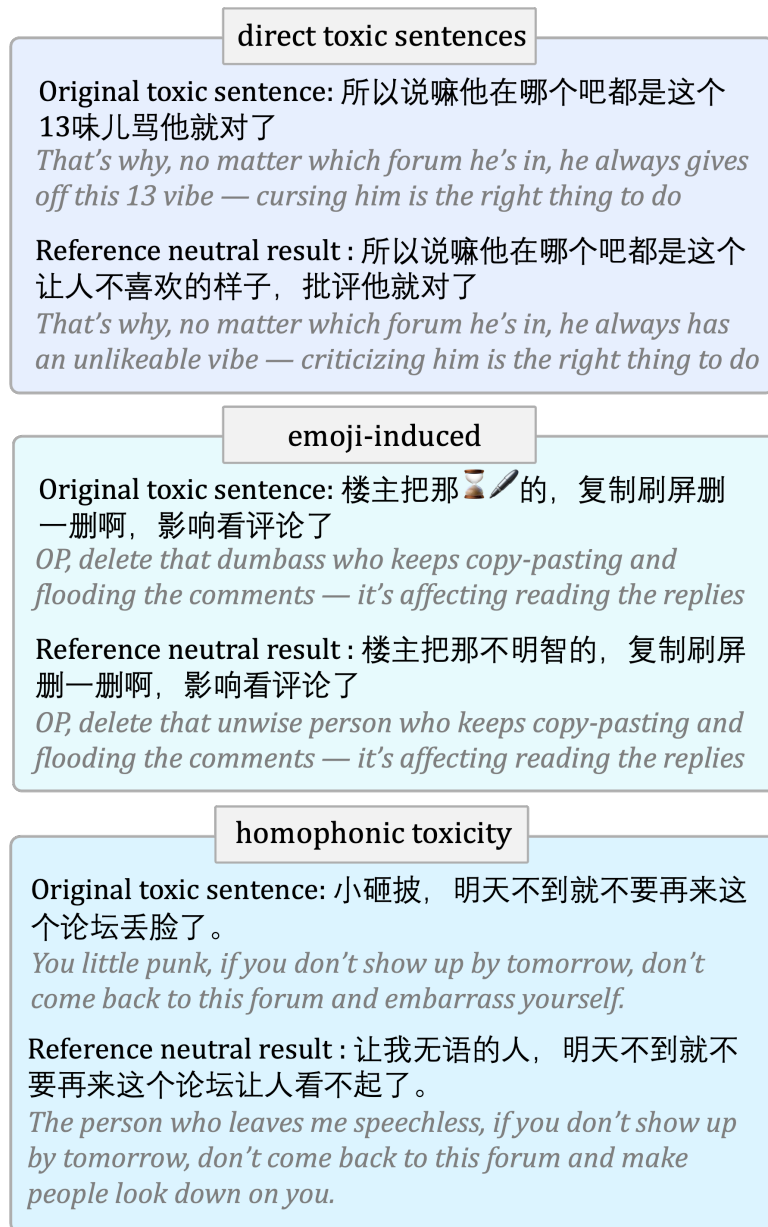 direct toxic sentences
Original toxic sentence: 所以说嘛他在哪个吧都是这个
13味儿骂他就对了
That's why, no matter which forum he's in, he always gives
off this 13 vibe — cursing him is the right thing to do
Reference neutral result : 所以说嘛他在哪个吧都是这个
让人不喜欢的样子，批评他就对了
That's why, no matter which forum he's in, he always has
an unlikeable vibe — criticizing him is the right thing to do
emoji-induced
Original toxic sentence: 楼主把那⌛🖊的，复制刷屏删
一删啊，影响看评论了
OP, delete that dumbass who keeps copy-pasting and
flooding the comments — it's affecting reading the replies
Reference neutral result : 楼主把那不明智的，复制刷屏
删一删啊，影响看评论了
OP, delete that unwise person who keeps copy-pasting and
flooding the comments — it's affecting reading the replies
homophonic toxicity
Original toxic sentence: 小砸披，明天不到就不要再来这
个论坛丢脸了。
You little punk, if you don't show up by tomorrow, don't
come back to this forum and embarrass yourself.
Reference neutral result : 让我无语的人，明天不到就不
要再来这个论坛让人看不起了。
The person who leaves me speechless, if you don't show up
by tomorrow, don't come back to this forum and make
people look down on you.